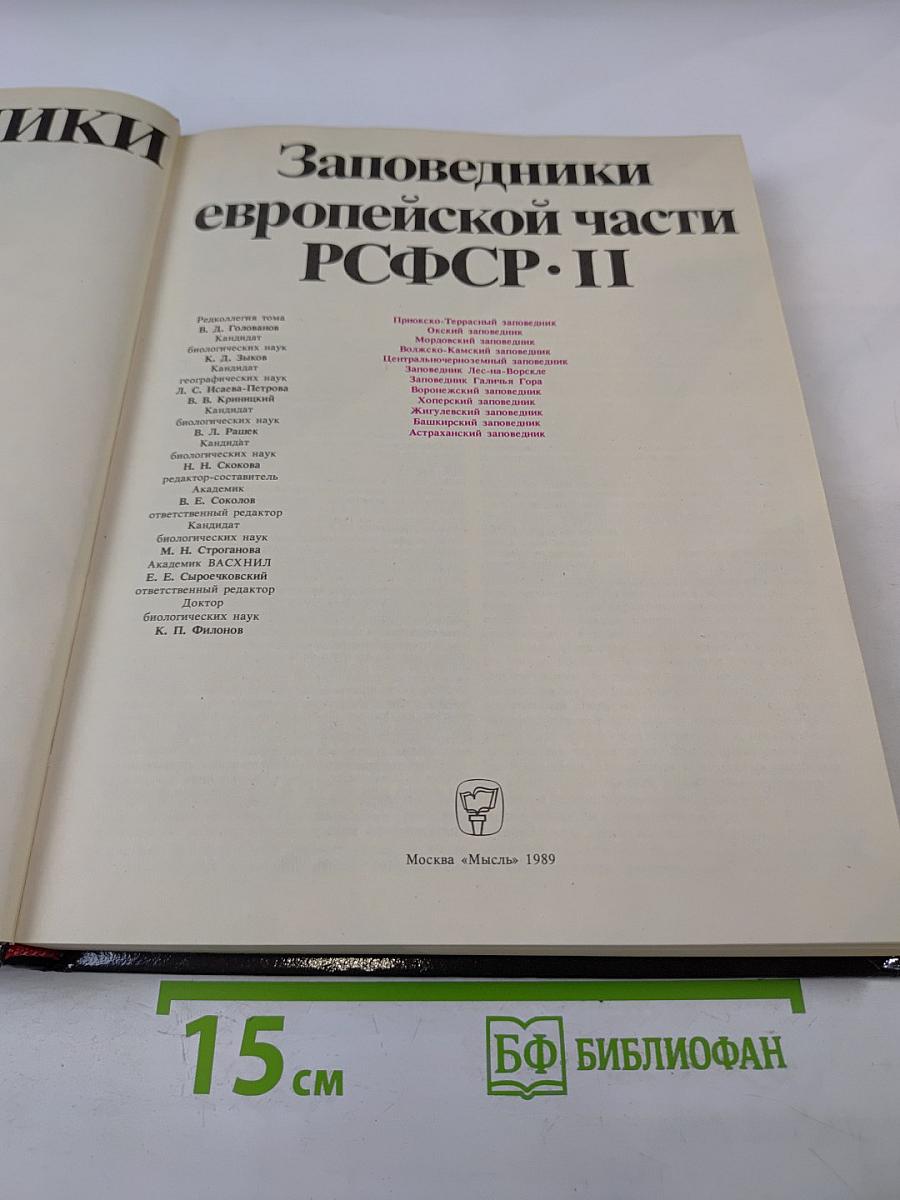 ИКИ
Заповедники
европейской части
РСФСР·II
Редколлегия тома
В. Д. Голованов
Кандидат
биологических наук
К. Д. Зыков
Кандидат
географических наук
Л. С. Исаева-Петрова
В. В. Криницкий
Кандидат
биологических наук
В. Л. Рашек
Кандидат
биологических наук
Н. Н. Скокова
редактор-составитель
Академик
В. Е. Соколов
ответственный редактор
Кандидат
биологических наук
М. Н. Строганова
Академик ВАСХНИЛ
Е. Е. Сыроечковский
ответственный редактор
Доктор
биологических наук
К. П. Филонов
Приокско-Террасный заповедник
Окский заповедник
Мордовский заповедник
Волжско-Камский заповедник
Центральночерноземный заповедник
Заповедник Лес-на-Ворскле
Заповедник Галичья Гора
Воронежский заповедник
Хоперский заповедник
Жигулевский заповедник
Башкирский заповедник
Астраханский заповедник
Москва «Мысль» 1989
15 см
БФ БИБЛИОФАН